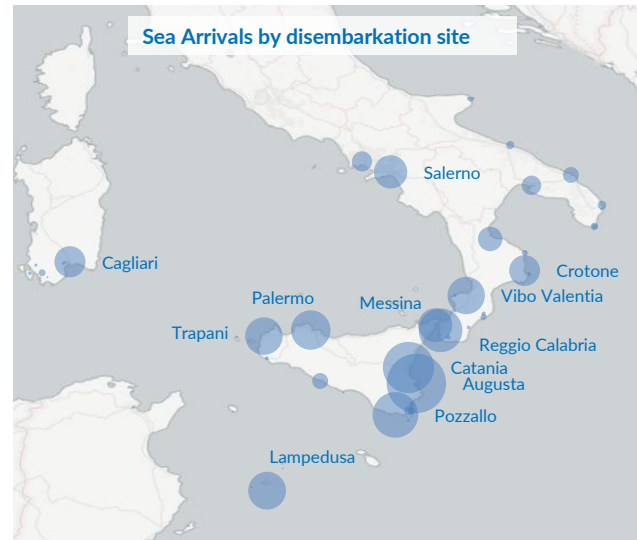 Sea Arrivals by disembarkation site
Salerno
Cagliari
Crotone
Palermo
Messina
Vibo Valentia
Trapani
Reggio Calabria
Catania
Augusta
Pozzallo
Lampedusa